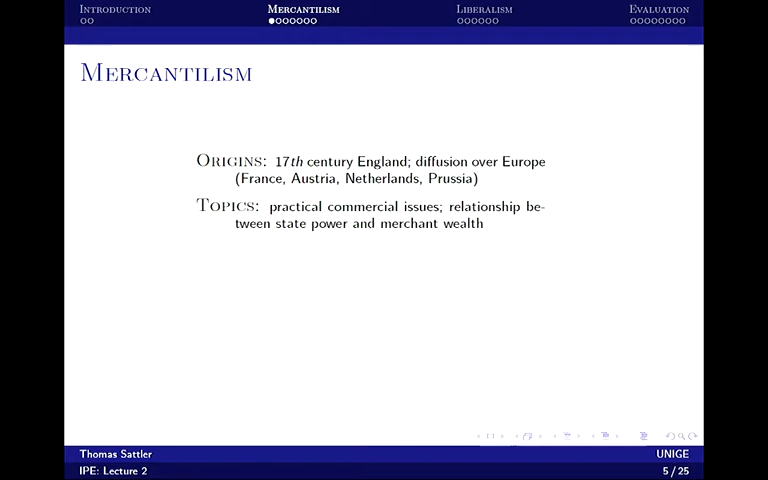 Introduction Mercantilism Liberalism Evaluation
Mercantilism
Origins: 17th century England; diffusion over Europe
(France, Austria, Netherlands, Prussia)
Topics: practical commercial issues; relationship be-
tween state power and merchant wealth
Thomas Sattler UNIGE
IPE: Lecture 2 5 / 25